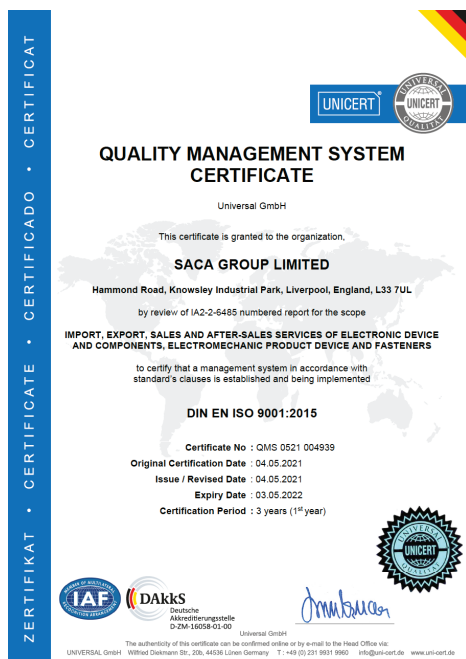 ZERTIFIKAT • CERTIFICATE • CERTIFICADO • CERTIFICAT
UNICERT
UNIVERSAL
UNICERT
QUALITÄT
QUALITY MANAGEMENT SYSTEM
CERTIFICATE
Universal GmbH
This certificate is granted to the organization,
SACA GROUP LIMITED
Hammond Road, Knowsley Industrial Park, Liverpool, England, L33 7UL
by review of IA2-2-6485 numbered report for the scope
IMPORT, EXPORT, SALES AND AFTER-SALES SERVICES OF ELECTRONIC DEVICE
AND COMPONENTS, ELECTROMECHANIC PRODUCT DEVICE AND FASTENERS
to certify that a management system in accordance with
standard's clauses is established and being implemented
DIN EN ISO 9001:2015
Certificate No : QMS 0521 004939
Original Certification Date : 04.05.2021
Issue / Revised Date : 04.05.2021
Expiry Date : 03.05.2022
Certification Period : 3 years (1st year)
UNIVERSAL
UNICERT
QUALITÄT
MEMBER OF MULTILATERAL
IAF
RECOGNITION ARRANGEMENT
DAkkS
Deutsche
Akkreditierungsstelle
D-ZM-16058-01-00
Universal GmbH
The authenticity of this certificate can be confirmed online or by e-mail to the Head Office via:
UNIVERSAL GmbH Wilfried Diekmann Str., 20b, 44536 Lünen Germany T : +49 (0) 231 9931 9960 info@uni-cert.de www.uni-cert.de